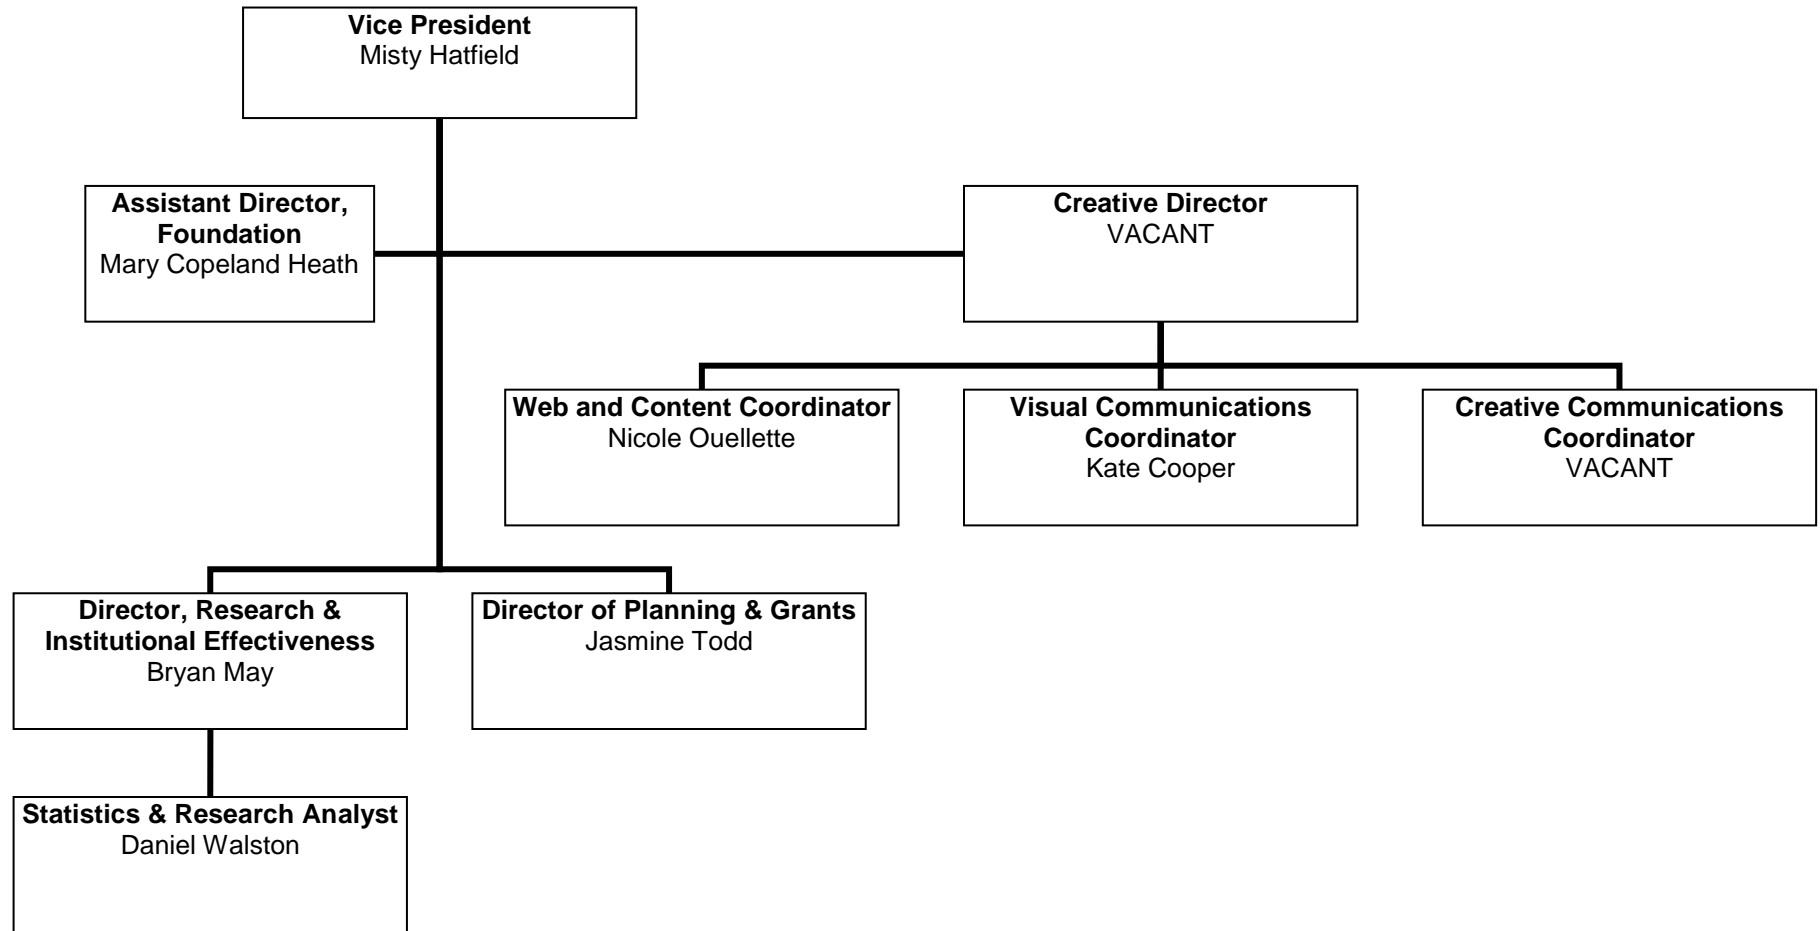 Vice President
Misty Hatfield
Assistant Director,
Foundation
Mary Copeland Heath
Creative Director
VACANT
Web and Content Coordinator
Nicole Ouellette
Visual Communications
Coordinator
Kate Cooper
Creative Communications
Coordinator
VACANT
Director, Research &
Institutional Effectiveness
Bryan May
Director of Planning & Grants
Jasmine Todd
Statistics & Research Analyst
Daniel Walston